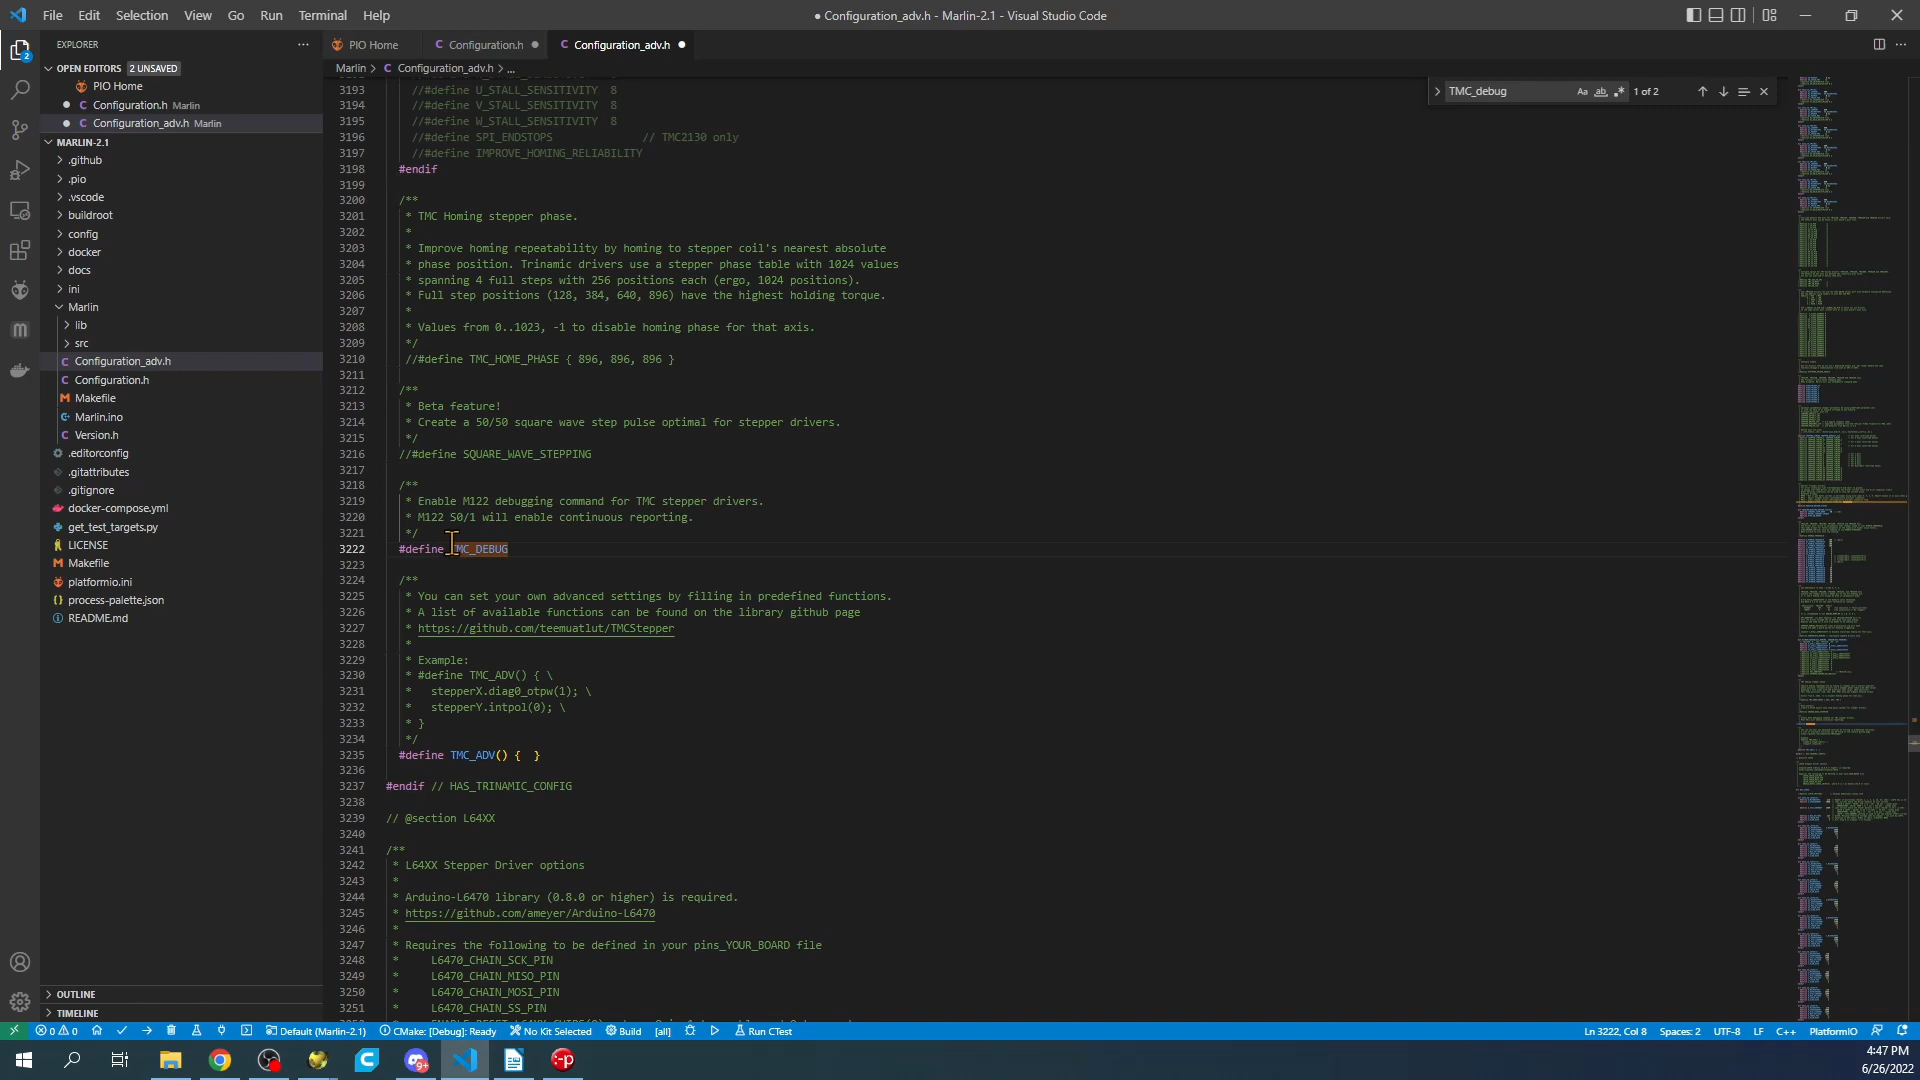 File Edit Selection View Go Run Terminal Help
● Configuration_adv.h - Marlin-2.1 - Visual Studio Code
EXPLORER
OPEN EDITORS 2 UNSAVED
PIO Home
Configuration.h Marlin
Configuration_adv.h Marlin
MARLIN-2.1
.github
.pio
.vscode
buildroot
config
docker
docs
ini
Marlin
lib
src
Configuration_adv.h
Configuration.h
Makefile
Marlin.ino
Version.h
.editorconfig
.gitattributes
.gitignore
docker-compose.yml
get_test_targets.py
LICENSE
Makefile
platformio.ini
process-palette.json
README.md
OUTLINE
TIMELINE
PIO Home Configuration.h Configuration_adv.h
Marlin > Configuration_adv.h > ...
TMC_debug
1 of 2
3193 //#define U_STALL_SENSITIVITY 8
3194 //#define V_STALL_SENSITIVITY 8
3195 //#define W_STALL_SENSITIVITY 8
3196 //#define SPI_ENDSTOPS // TMC2130 only
3197 //#define IMPROVE_HOMING_RELIABILITY
3198 #endif
3199
3200 /**
3201 * TMC Homing stepper phase.
3202 *
3203 * Improve homing repeatability by homing to stepper coil's nearest absolute
3204 * phase position. Trinamic drivers use a stepper phase table with 1024 values
3205 * spanning 4 full steps with 256 positions each (ergo, 1024 positions).
3206 * Full step positions (128, 384, 640, 896) have the highest holding torque.
3207 *
3208 * Values from 0..1023, -1 to disable homing phase for that axis.
3209 */
3210 //#define TMC_HOME_PHASE { 896, 896, 896 }
3211
3212 /**
3213 * Beta feature!
3214 * Create a 50/50 square wave step pulse optimal for stepper drivers.
3215 */
3216 //#define SQUARE_WAVE_STEPPING
3217
3218 /**
3219 * Enable M122 debugging command for TMC stepper drivers.
3220 * M122 S0/1 will enable continuous reporting.
3221 */
3222 #define TMC_DEBUG
3223
3224 /**
3225 * You can set your own advanced settings by filling in predefined functions.
3226 * A list of available functions can be found on the library github page
3227 * https://github.com/teemuatlut/TMCStepper
3228 *
3229 * Example:
3230 * #define TMC_ADV() { \
3231 * stepperX.diag0_otpw(1); \
3232 * stepperY.intpol(0); \
3233 * }
3234 */
3235 #define TMC_ADV() { }
3236
3237 #endif // HAS_TRINAMIC_CONFIG
3238
3239 // @section L64XX
3240
3241 /**
3242 * L64XX Stepper Driver options
3243 *
3244 * Arduino-L6470 library (0.8.0 or higher) is required.
3245 * https://github.com/ameyer/Arduino-L6470
3246 *
3247 * Requires the following to be defined in your pins_YOUR_BOARD file
3248 * L6470_CHAIN_SCK_PIN
3249 * L6470_CHAIN_MISO_PIN
3250 * L6470_CHAIN_MOSI_PIN
3251 * L6470_CHAIN_SS_PIN
0 0 Default (Marlin-2.1) CMake: [Debug]: Ready No Kit Selected Build [all] Run CTest
Ln 3222, Col 8 Spaces: 2 UTF-8 LF C++ PlatformIO
4:47 PM
6/26/2022